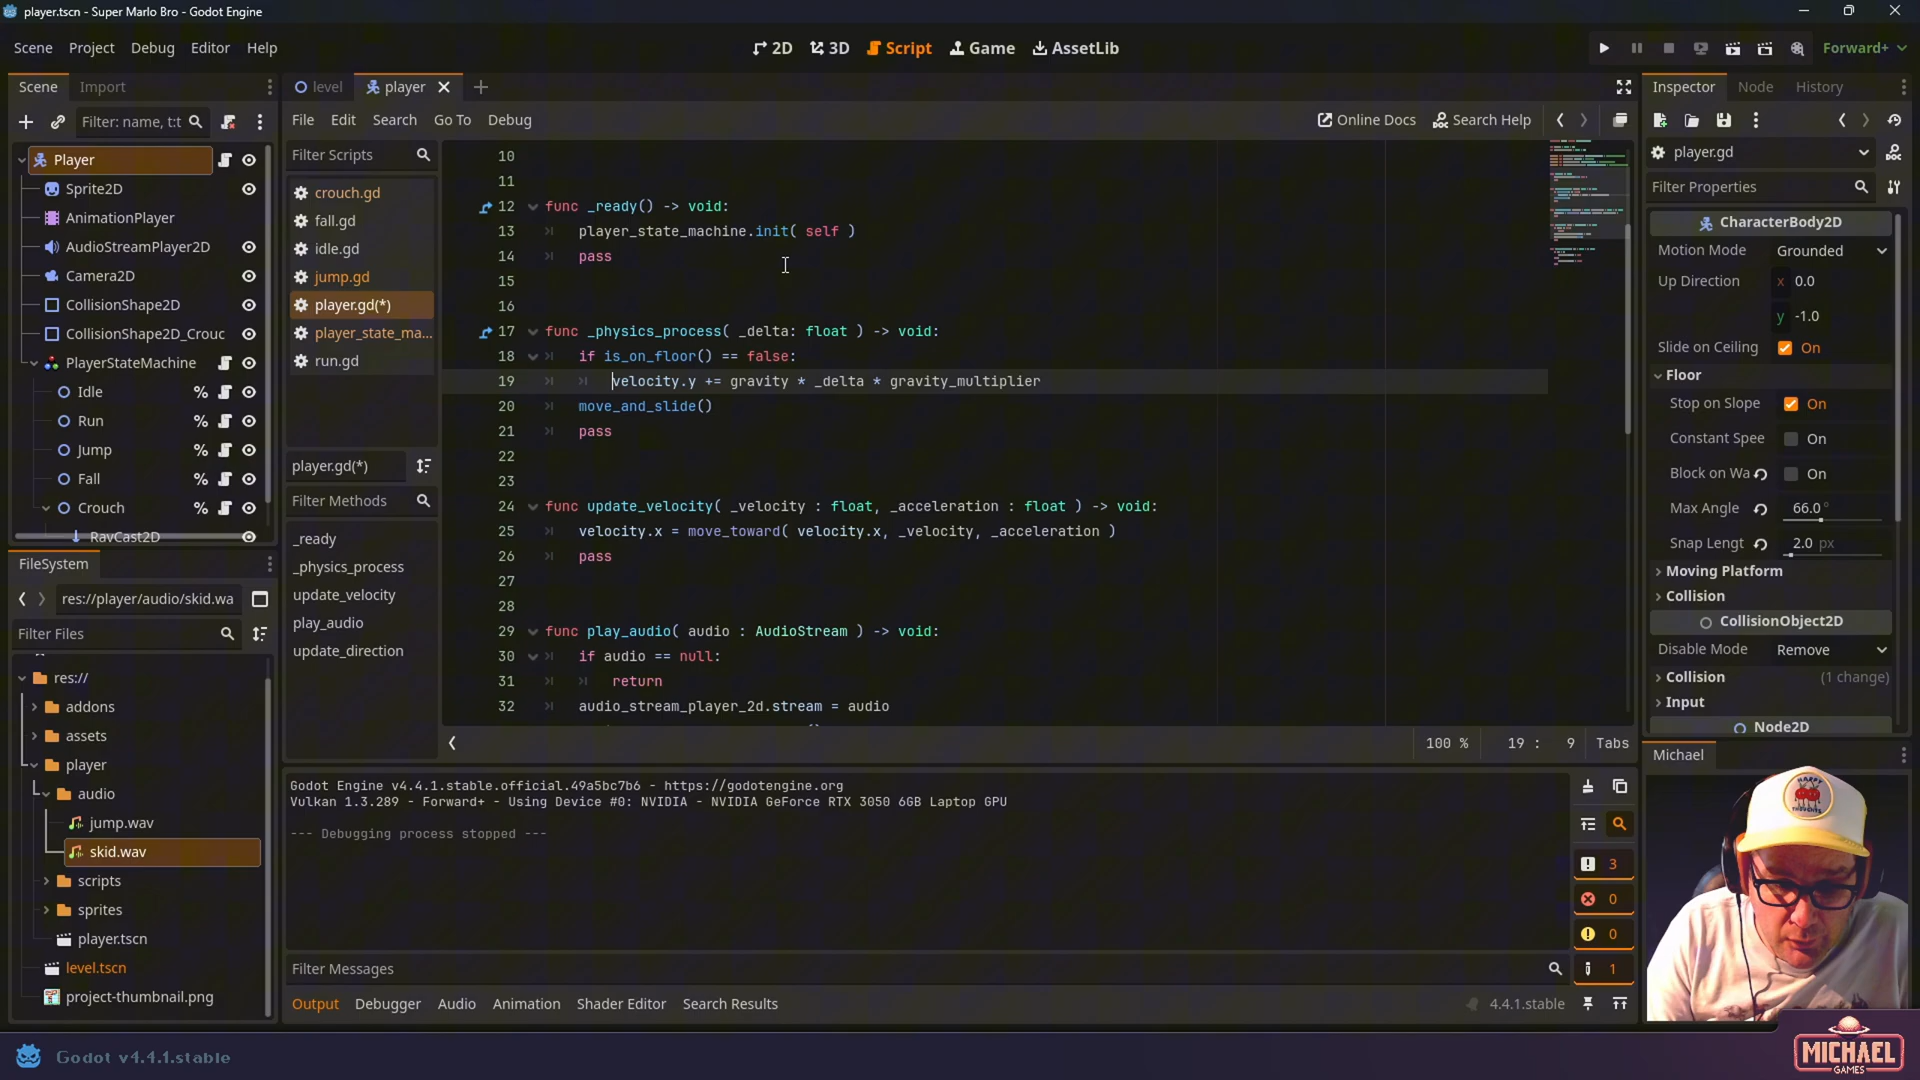 player.tscn - Super Marlo Bro - Godot Engine
Scene Project Debug Editor Help
2D 3D Script Game AssetLib
Forward+
Scene Import
level player
Inspector Node History
Filter: name, t:t
File Edit Search Go To Debug
Online Docs Search Help
Filter Scripts
player.gd
Filter Properties
Player
Sprite2D
AnimationPlayer
AudioStreamPlayer2D
Camera2D
CollisionShape2D
CollisionShape2D_Crouc
PlayerStateMachine
Idle %
Run %
Jump %
Fall %
Crouch %
RayCast2D
crouch.gd
fall.gd
idle.gd
jump.gd
player.gd(*)
player_state_ma...
run.gd
player.gd(*)
Filter Methods
_ready
_physics_process
update_velocity
play_audio
update_direction
10
11
12 func _ready() -> void:
13 player_state_machine.init( self )
14 pass
15
16
17 func _physics_process( _delta: float ) -> void:
18 if is_on_floor() == false:
19 velocity.y += gravity * _delta * gravity_multiplier
20 move_and_slide()
21 pass
22
23
24 func update_velocity( _velocity : float, _acceleration : float ) -> void:
25 velocity.x = move_toward( velocity.x, _velocity, _acceleration )
26 pass
27
28
29 func play_audio( audio : AudioStream ) -> void:
30 if audio == null:
31 return
32 audio_stream_player_2d.stream = audio
100 % 19 : 9 Tabs
CharacterBody2D
Motion Mode Grounded
Up Direction x 0.0
y -1.0
Slide on Ceiling On
Floor
Stop on Slope On
Constant Spee On
Block on Wa On
Max Angle 66.0 °
Snap Lengt 2.0 px
Moving Platform
Collision
CollisionObject2D
Disable Mode Remove
Collision (1 change)
Input
Node2D
FileSystem
res://player/audio/skid.wa
Filter Files
res://
addons
assets
player
audio
jump.wav
skid.wav
scripts
sprites
player.tscn
level.tscn
project-thumbnail.png
Godot Engine v4.4.1.stable.official.49a5bc7b6 - https://godotengine.org
Vulkan 1.3.289 - Forward+ - Using Device #0: NVIDIA - NVIDIA GeForce RTX 3050 6GB Laptop GPU
--- Debugging process stopped ---
3
0
0
1
Filter Messages
Output Debugger Audio Animation Shader Editor Search Results
4.4.1.stable
Michael
Godot v4.4.1.stable
MICHAEL
GAMES